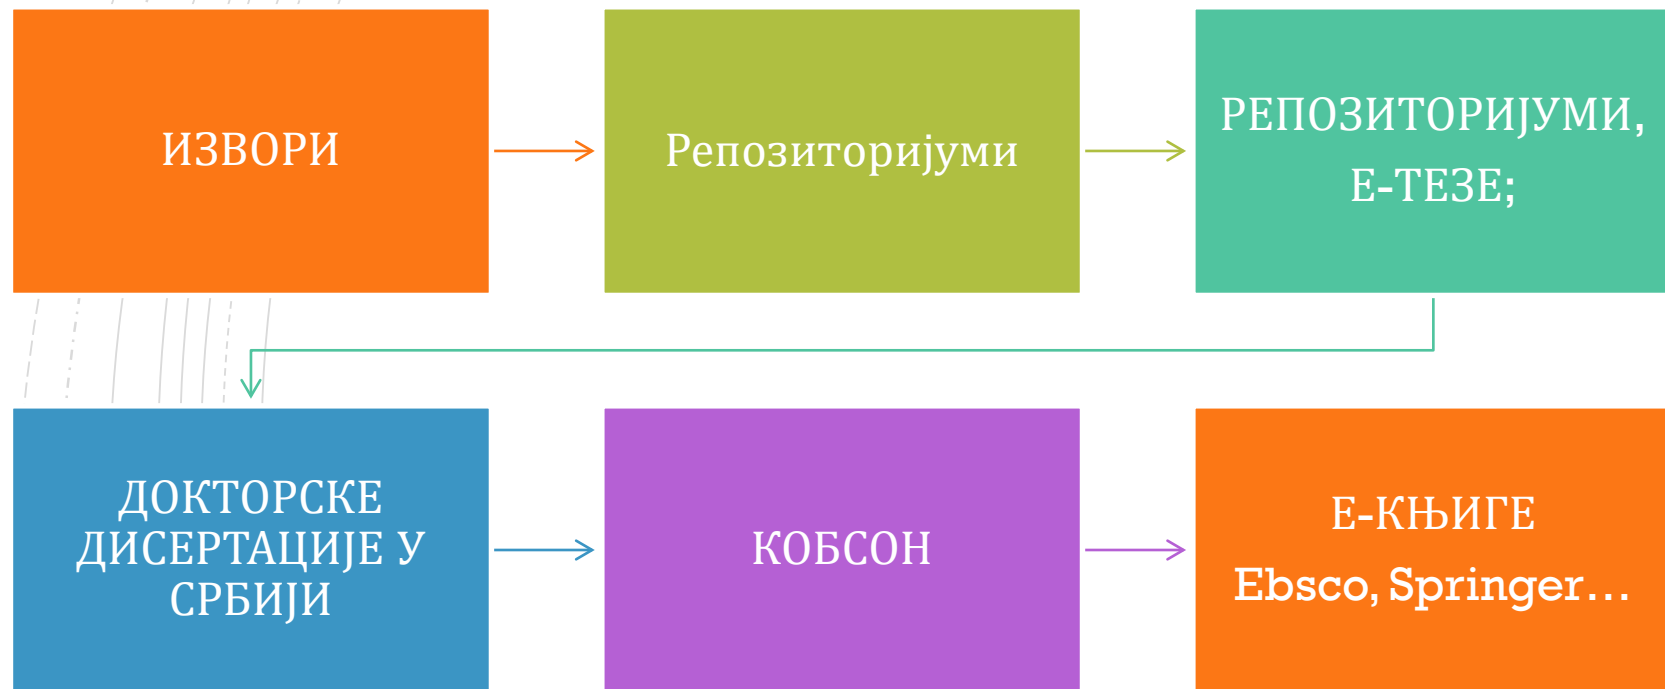 ИЗВОРИ
Репозиторијуми
РЕПОЗИТОРИЈУМИ,
Е-ТЕЗЕ;
ДОКТОРСКЕ
ДИСЕРТАЦИЈЕ У
СРБИЈИ
КОБСОН
Е-КЊИГЕ
Ebsco, Springer…